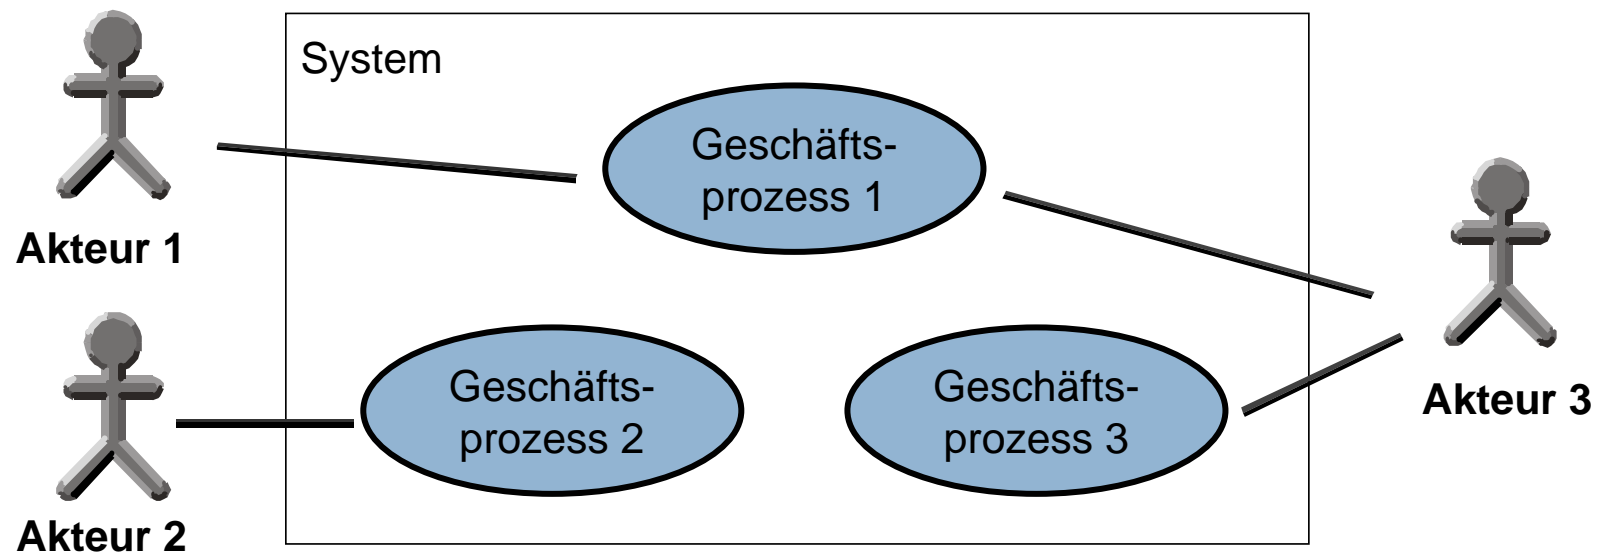 System
Geschäfts-
prozess 1
Akteur 1
Geschäfts-
prozess 2
Geschäfts-
prozess 3
Akteur 3
Akteur 2